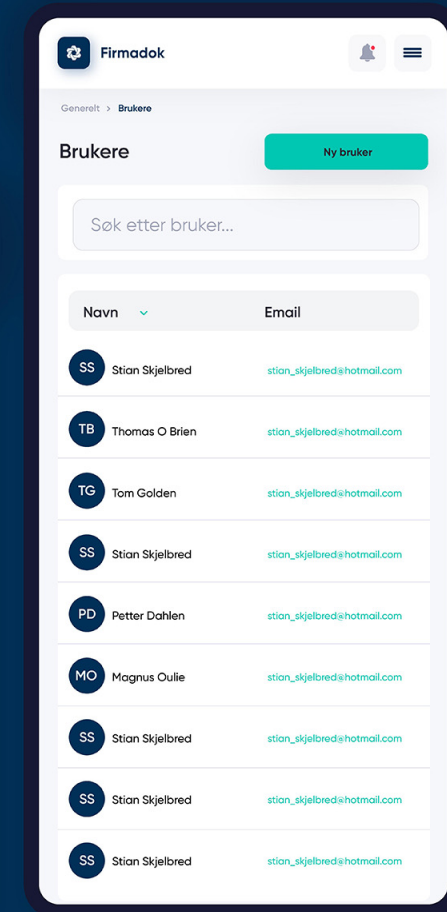 Firmadok
Generelt > Brukere
Brukere
Ny bruker
Søk etter bruker...
Navn Email
SS Stian Skjelbred stian_skjelbred@hotmail.com
TB Thomas O Brien stian_skjelbred@hotmail.com
TG Tom Golden stian_skjelbred@hotmail.com
SS Stian Skjelbred stian_skjelbred@hotmail.com
PD Petter Dahlen stian_skjelbred@hotmail.com
MO Magnus Oulie stian_skjelbred@hotmail.com
SS Stian Skjelbred stian_skjelbred@hotmail.com
SS Stian Skjelbred stian_skjelbred@hotmail.com
SS Stian Skjelbred stian_skjelbred@hotmail.com